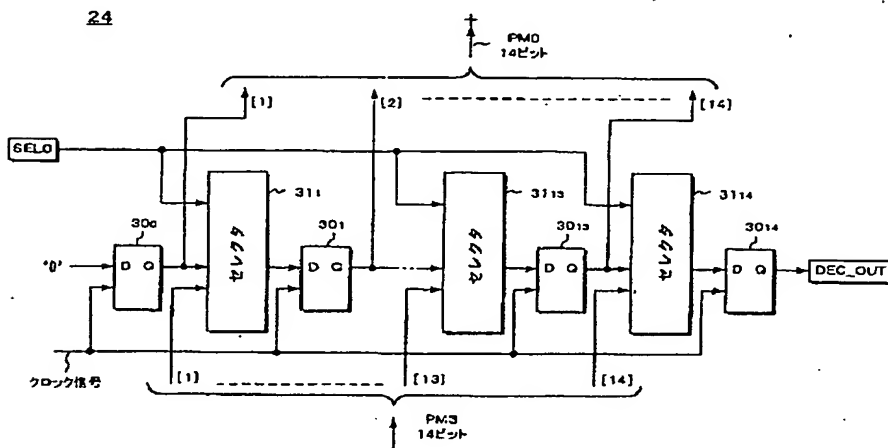 24
PM0
14ビット
[1]
[2]
[14]
SEL0
31₁
31₁₃
31₁₄
30₀
30₁
30₁₃
30₁₄
セレクタ
セレクタ
セレクタ
"0"
D Q
D Q
D Q
D Q
DEC_OUT
クロック信号
[1]
[13]
[14]
PM3
14ビット